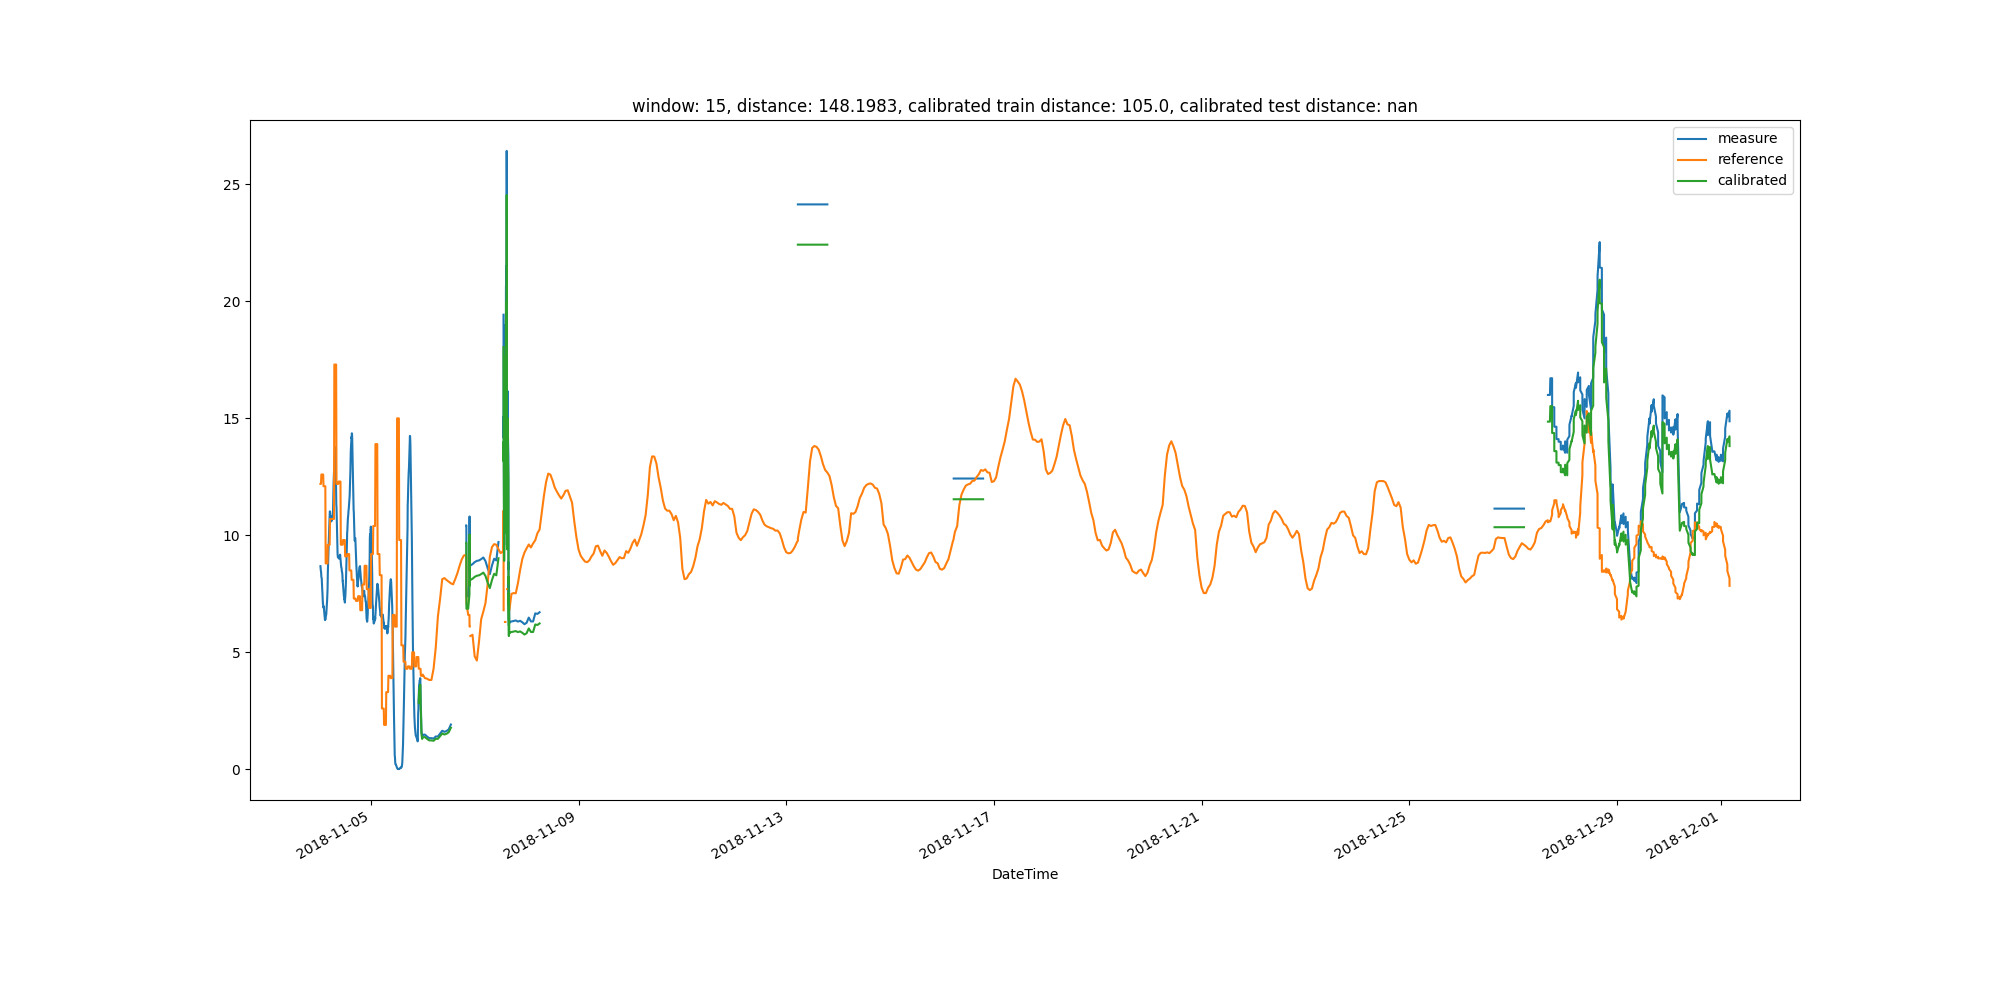 window: 15, distance: 148.1983, calibrated train distance: 105.0, calibrated test distance: nan
measure
reference
calibrated
25
20
15
10
5
0
2018-11-05
2018-11-09
2018-11-13
2018-11-17
2018-11-21
2018-11-25
2018-11-29
2018-12-01
DateTime